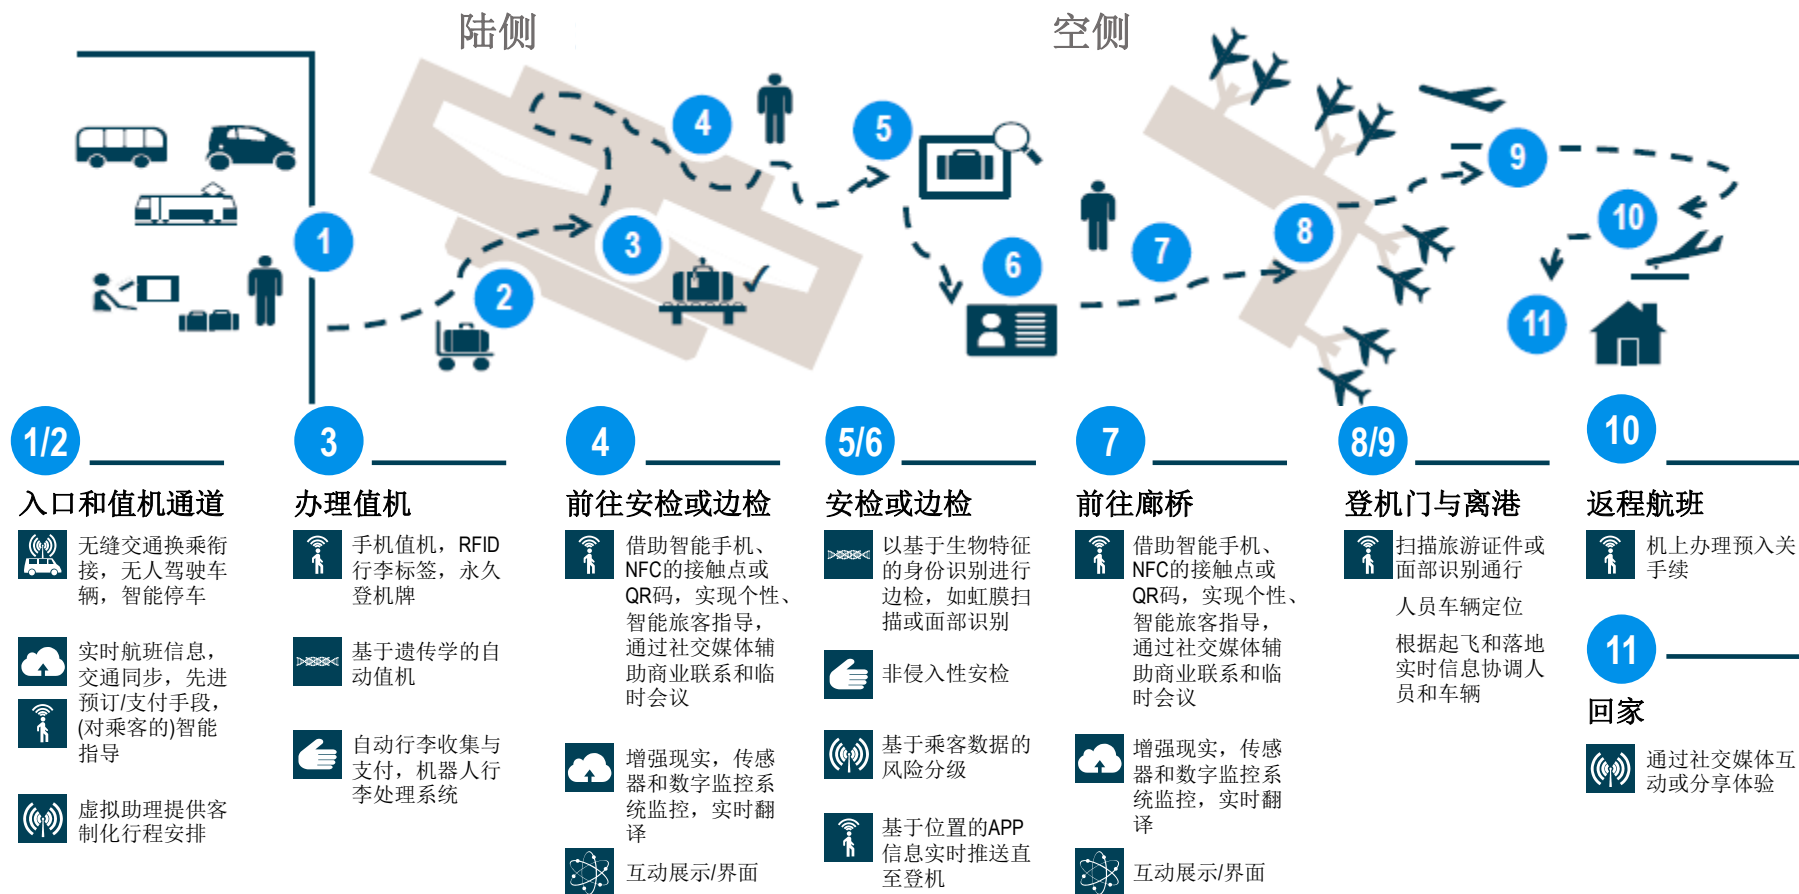 陆侧
空侧
1
2
3
4
5
6
7
8
9
10
11
1/2
入口和值机通道
无缝交通换乘衔
接，无人驾驶车
辆，智能停车
实时航班信息，
交通同步，先进
预订/支付手段，
(对乘客的)智能
指导
虚拟助理提供客
制化行程安排
3
办理值机
手机值机，RFID
行李标签，永久
登机牌
基于遗传学的自
动值机
自动行李收集与
支付，机器人行
李处理系统
4
前往安检或边检
借助智能手机、
NFC的接触点或
QR码，实现个性、
智能旅客指导，
通过社交媒体辅
助商业联系和临
时会议
增强现实，传感
器和数字监控系
统监控，实时翻
译
互动展示/界面
5/6
安检或边检
以基于生物特征
的身份识别进行
边检，如虹膜扫
描或面部识别
非侵入性安检
基于乘客数据的
风险分级
基于位置的APP
信息实时推送直
至登机
7
前往廊桥
借助智能手机、
NFC的接触点或
QR码，实现个性、
智能旅客指导，
通过社交媒体辅
助商业联系和临
时会议
增强现实，传感
器和数字监控系
统监控，实时翻
译
互动展示/界面
8/9
登机门与离港
扫描旅游证件或
面部识别通行
人员车辆定位
根据起飞和落地
实时信息协调人
员和车辆
10
返程航班
机上办理预入关
手续
11
回家
通过社交媒体互
动或分享体验